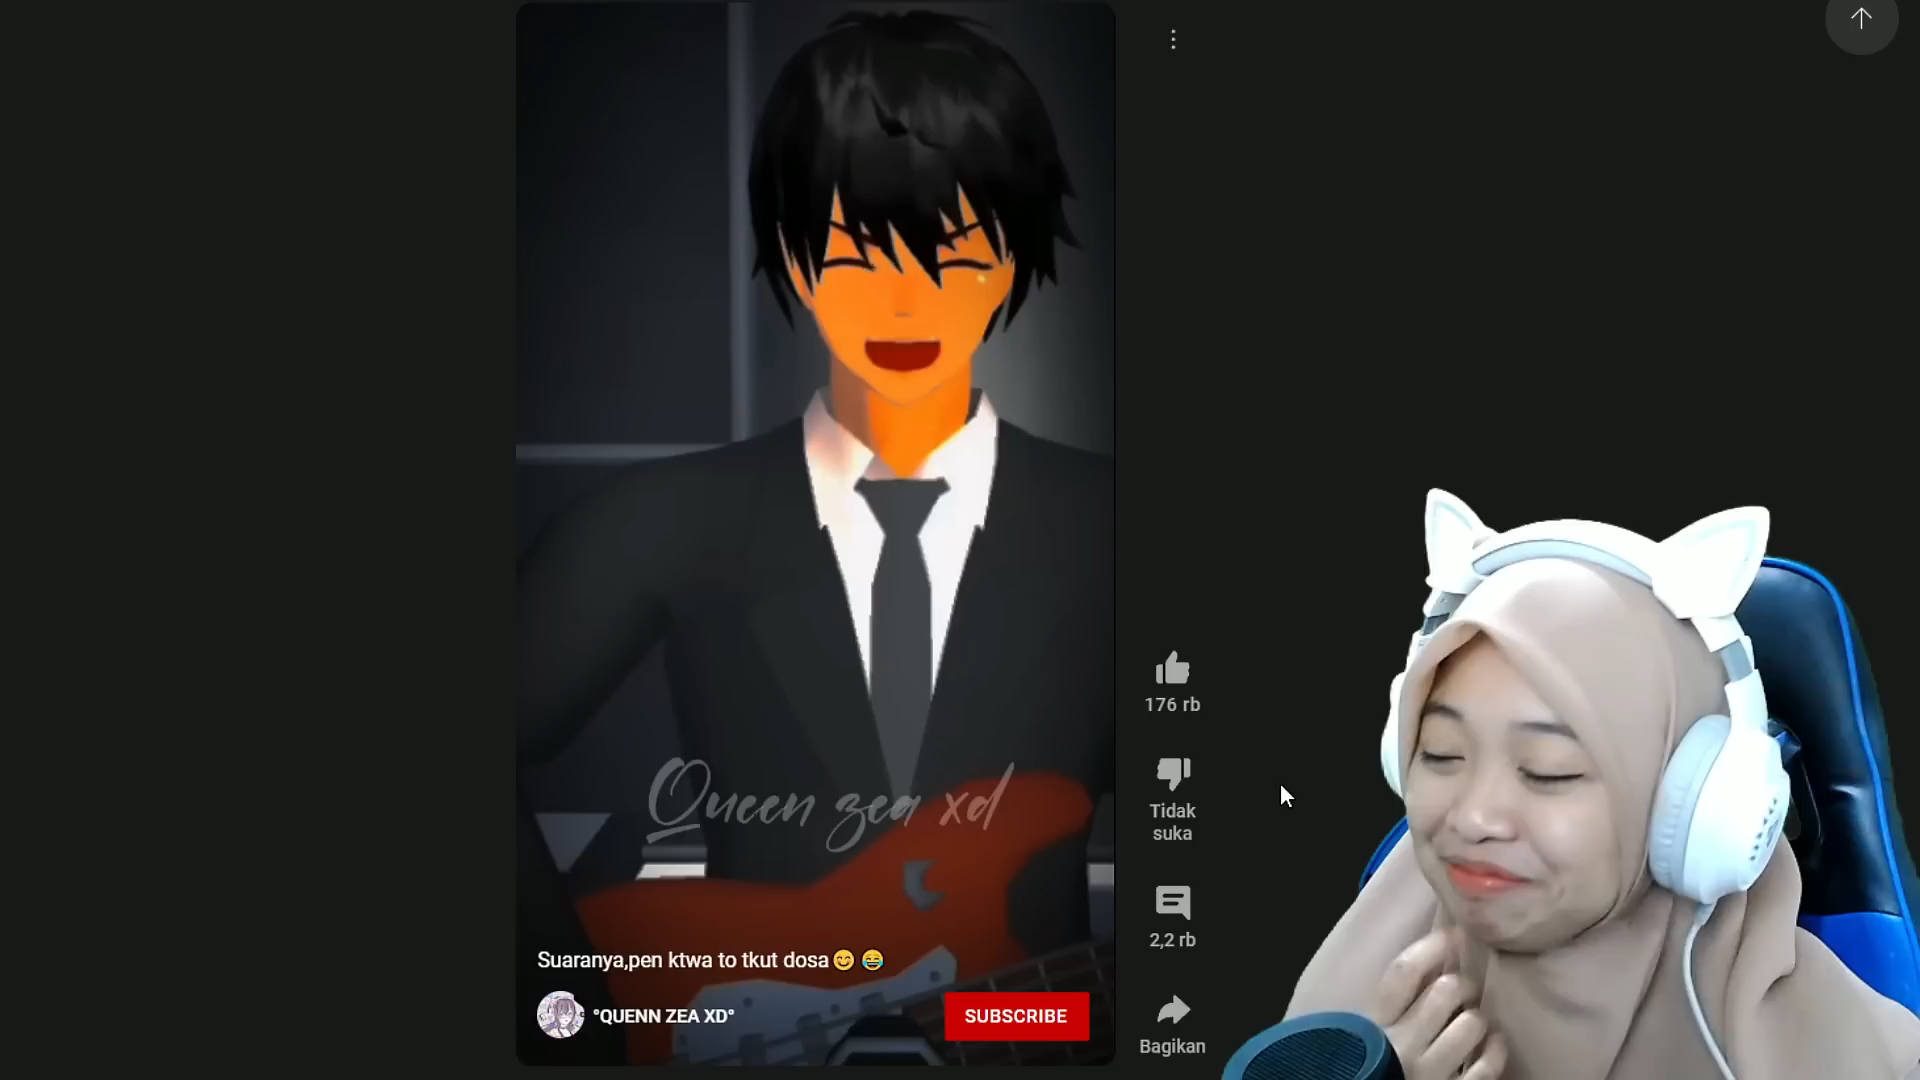 176 rb
Tidak
suka
Queen zea xd
2,2 rb
Suaranya,pen ktwa to tkut dosa😊 😂
°QUENN ZEA XD°
SUBSCRIBE
Bagikan